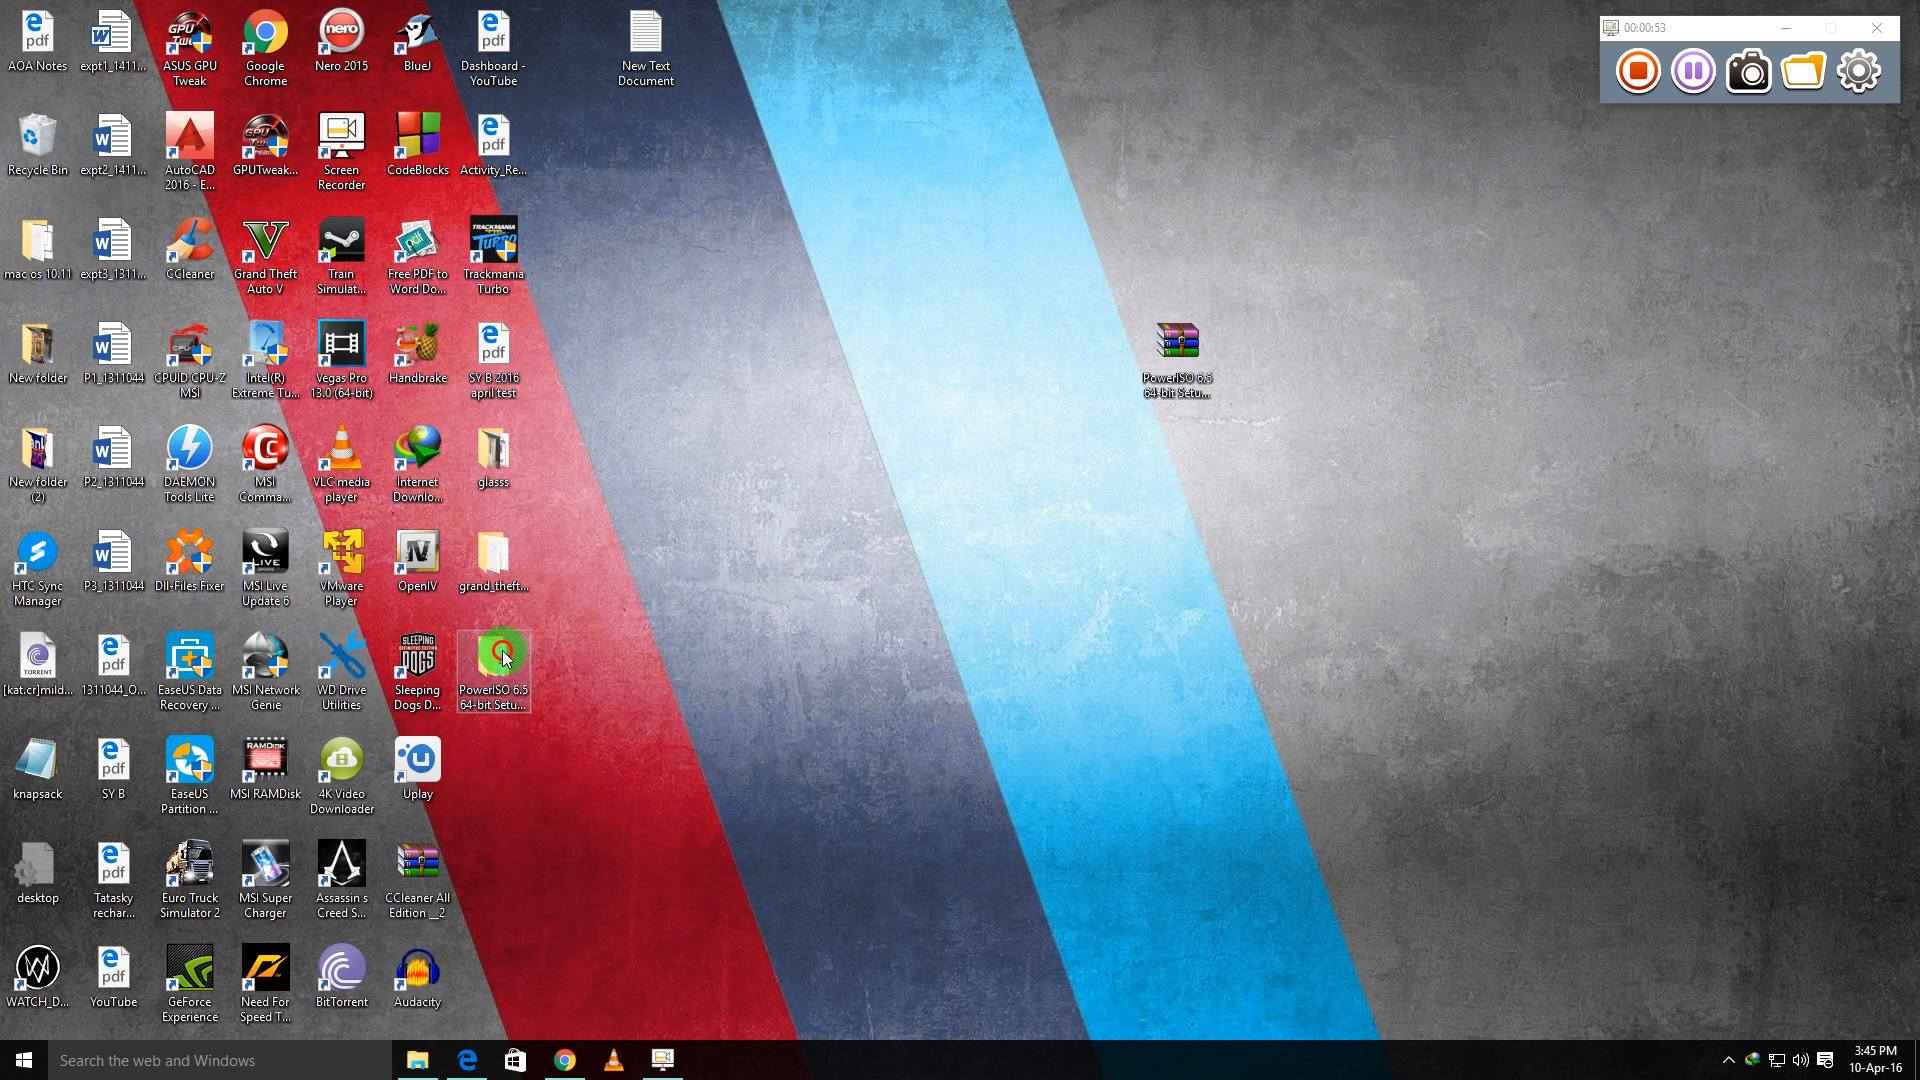 AOA Notes
expt1_1411...
ASUS GPU
Tweak
Google
Chrome
Nero 2015
BlueJ
Dashboard -
YouTube
New Text
Document
00:00:53
Recycle Bin
expt2_1411...
AutoCAD
2016 - E...
GPUTweak...
Screen
Recorder
CodeBlocks
Activity_Re...
mac os 10.11
expt3_1311...
CCleaner
Grand Theft
Auto V
Train
Simulat...
Free PDF to
Word Do...
Trackmania
Turbo
New folder
P1_1311044
CPUID CPU-Z
MSI
Intel(R)
Extreme Tu...
Vegas Pro
13.0 (64-bit)
Handbrake
SY B 2016
april test
PowerISO 6.5
64-bit Setu...
New folder
(2)
P2_1311044
DAEMON
Tools Lite
MSI
Comma...
VLC media
player
Internet
Downlo...
glasss
HTC Sync
Manager
P3_1311044
Dll-Files Fixer
MSI Live
Update 6
VMware
Player
OpenIV
grand_theft...
[kat.cr]mild...
1311044_O...
EaseUS Data
Recovery ...
MSI Network
Genie
WD Drive
Utilities
Sleeping
Dogs D...
PowerISO 6.5
64-bit Setu...
knapsack
SY B
EaseUS
Partition ...
MSI RAMDisk
4K Video
Downloader
Uplay
desktop
Tatasky
rechar...
Euro Truck
Simulator 2
MSI Super
Charger
Assassin s
Creed S...
CCleaner All
Edition __2
WATCH_D...
YouTube
GeForce
Experience
Need For
Speed T...
BitTorrent
Audacity
Search the web and Windows
3:45 PM
10-Apr-16